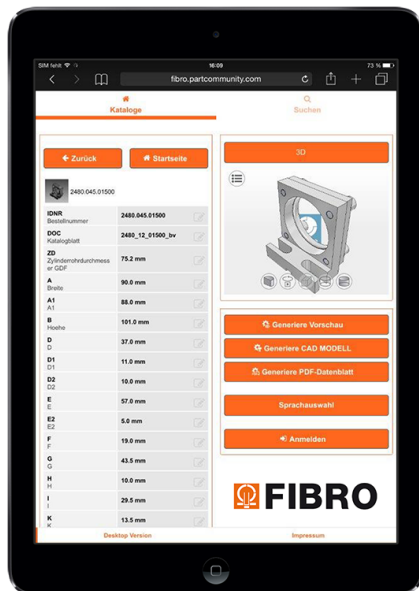 SIM fehlt
16:09
73 %
fibro.partcommunity.com
Kataloge
Suchen
Zurück
Startseite
3D
2480.045.01500
IDNR
Bestellnummer
2480.045.01500
DOC
Katalogblatt
2480_12_01500_bv
ZD
Zylinderrohrdurchmess
er GDF
75.2 mm
A
Breite
90.0 mm
A1
A1
88.0 mm
B
Hoehe
101.0 mm
D
D
37.0 mm
D1
D1
11.0 mm
D2
D2
10.0 mm
E
E
57.0 mm
E2
E2
5.0 mm
F
F
19.0 mm
G
G
43.5 mm
H
H
10.0 mm
I
I
29.5 mm
K
K
13.5 mm
Generiere Vorschau
Generiere CAD MODELL
Generiere PDF-Datenblatt
Sprachauswahl
Anmelden
FIBRO
Desktop Version
Impressum